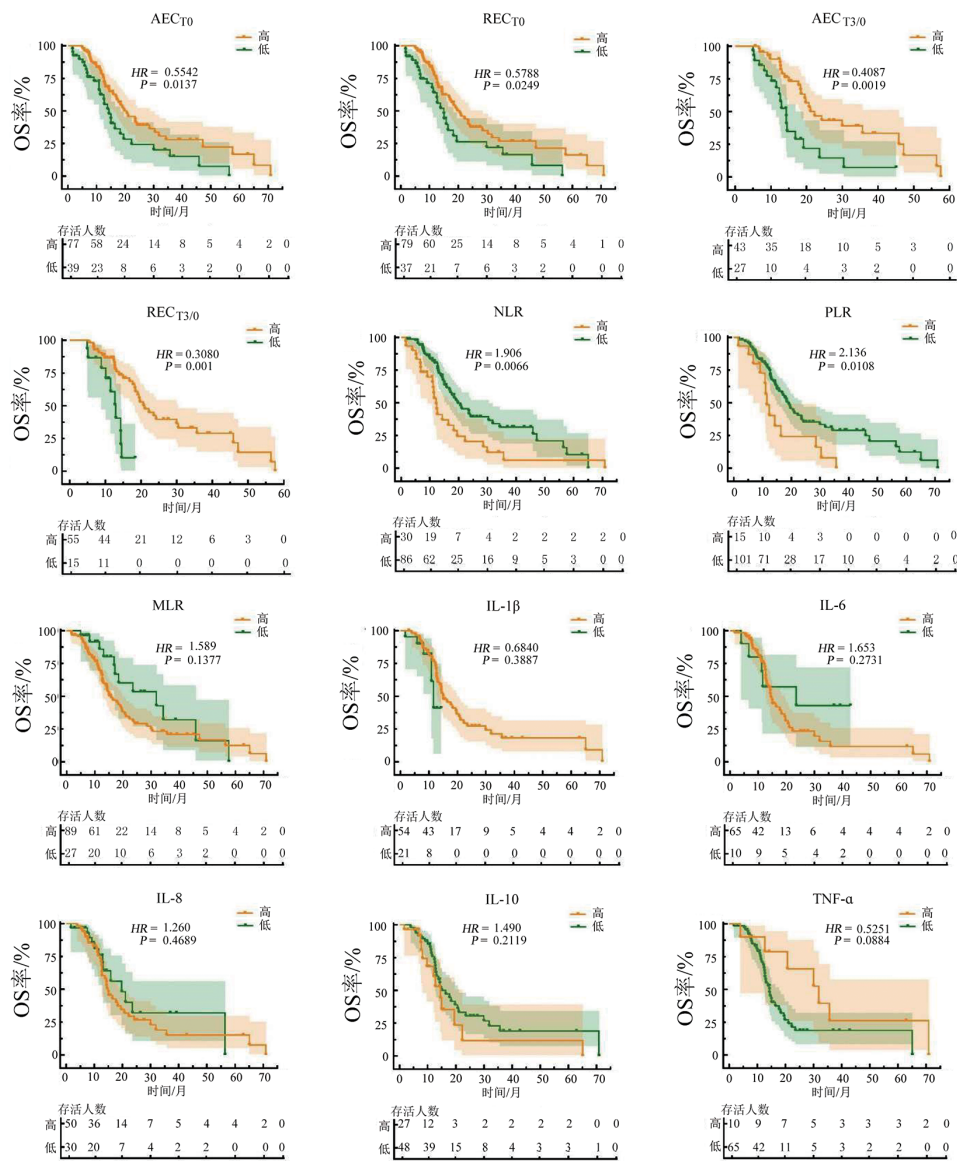 AECT0
高
低
HR = 0.5542
P = 0.0137
OS率/%
100
75
50
25
0
0 10 20 30 40 50 60 70
时间/月
存活人数
高 77 58 24 14 8 5 4 2 0
低 39 23 8 6 3 2 0 0 0
RECT0
高
低
HR = 0.5788
P = 0.0249
OS率/%
100
75
50
25
0
0 10 20 30 40 50 60 70
时间/月
存活人数
高 79 60 25 14 8 5 4 1 0
低 37 21 7 6 3 2 0 0 0
AECT3/0
高
低
HR = 0.4087
P = 0.0019
OS率/%
100
75
50
25
0
0 10 20 30 40 50 60
时间/月
存活人数
高 43 35 18 10 5 3 0
低 27 10 4 3 2 0 0
RECT3/0
高
低
HR = 0.3080
P = 0.001
OS率/%
100
75
50
25
0
0 10 20 30 40 50 60
时间/月
存活人数
高 55 44 21 12 6 3 0
低 15 11 0 0 0 0 0
NLR
高
低
HR = 1.906
P = 0.0066
OS率/%
100
75
50
25
0
0 10 20 30 40 50 60 70
时间/月
存活人数
高 30 19 7 4 2 2 2 2 0
低 86 62 25 16 9 5 3 0 0
PLR
高
低
HR = 2.136
P = 0.0108
OS率/%
100
75
50
25
0
0 10 20 30 40 50 60 70
时间/月
存活人数
高 15 10 4 3 0 0 0 0 0
低 101 71 28 17 10 6 4 2 0
MLR
高
低
HR = 1.589
P = 0.1377
OS率/%
100
75
50
25
0
0 10 20 30 40 50 60 70
时间/月
存活人数
高 89 61 22 14 8 5 4 2 0
低 27 20 10 6 3 2 0 0 0
IL-1β
高
低
HR = 0.6840
P = 0.3887
OS率/%
100
75
50
25
0
0 10 20 30 40 50 60 70
时间/月
存活人数
高 54 43 17 9 5 4 4 2 0
低 21 8 0 0 0 0 0 0 0
IL-6
高
低
HR = 1.653
P = 0.2731
OS率/%
100
75
50
25
0
0 10 20 30 40 50 60 70
时间/月
存活人数
高 65 42 13 6 4 4 4 2 0
低 10 9 5 4 2 0 0 0 0
IL-8
高
低
HR = 1.260
P = 0.4689
OS率/%
100
75
50
25
0
0 10 20 30 40 50 60 70
时间/月
存活人数
高 50 36 14 7 5 4 4 2 0
低 30 20 7 4 2 2 0 0 0
IL-10
高
低
HR = 1.490
P = 0.2119
OS率/%
100
75
50
25
0
0 10 20 30 40 50 60 70
时间/月
存活人数
高 27 12 3 2 2 2 2 0 0
低 48 39 15 8 4 3 3 1 0
TNF-α
高
低
HR = 0.5251
P = 0.0884
OS率/%
100
75
50
25
0
0 10 20 30 40 50 60 70
时间/月
存活人数
高 10 9 7 5 3 3 3 2 0
低 65 42 11 5 3 2 2 0 0